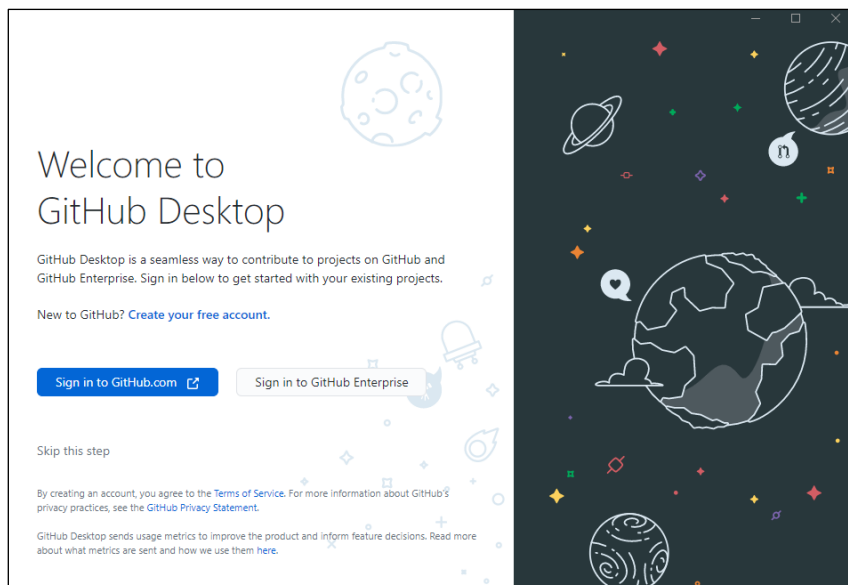 Welcome to
GitHub Desktop
GitHub Desktop is a seamless way to contribute to projects on GitHub and
GitHub Enterprise. Sign in below to get started with your existing projects.
New to GitHub? Create your free account.
Sign in to GitHub.com
Sign in to GitHub Enterprise
Skip this step
By creating an account, you agree to the Terms of Service. For more information about GitHub's
privacy practices, see the GitHub Privacy Statement.
GitHub Desktop sends usage metrics to improve the product and inform feature decisions. Read more
about what metrics are sent and how we use them here.